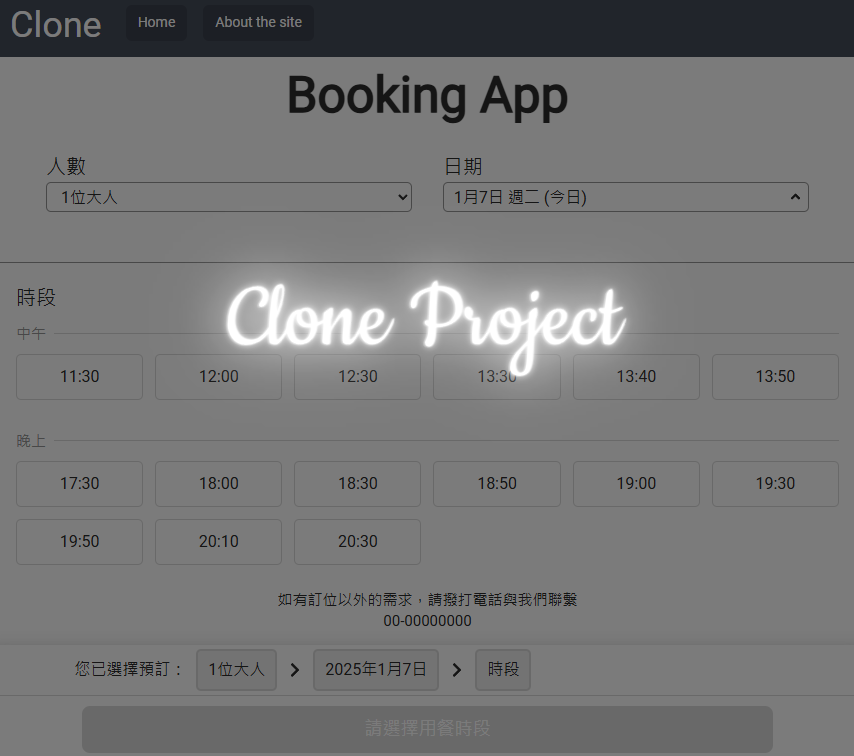 Clone Home About the site
Booking App
人數 日期
1位大人 1月7日 週二 (今日)
Clone Project
時段
中午
11:30 12:00 12:30 13:30 13:40 13:50
晚上
17:30 18:00 18:30 18:50 19:00 19:30
19:50 20:10 20:30
如有訂位以外的需求，請撥打電話與我們聯繫
00-00000000
您已選擇預訂： 1位大人 2025年1月7日 時段
請選擇用餐時段